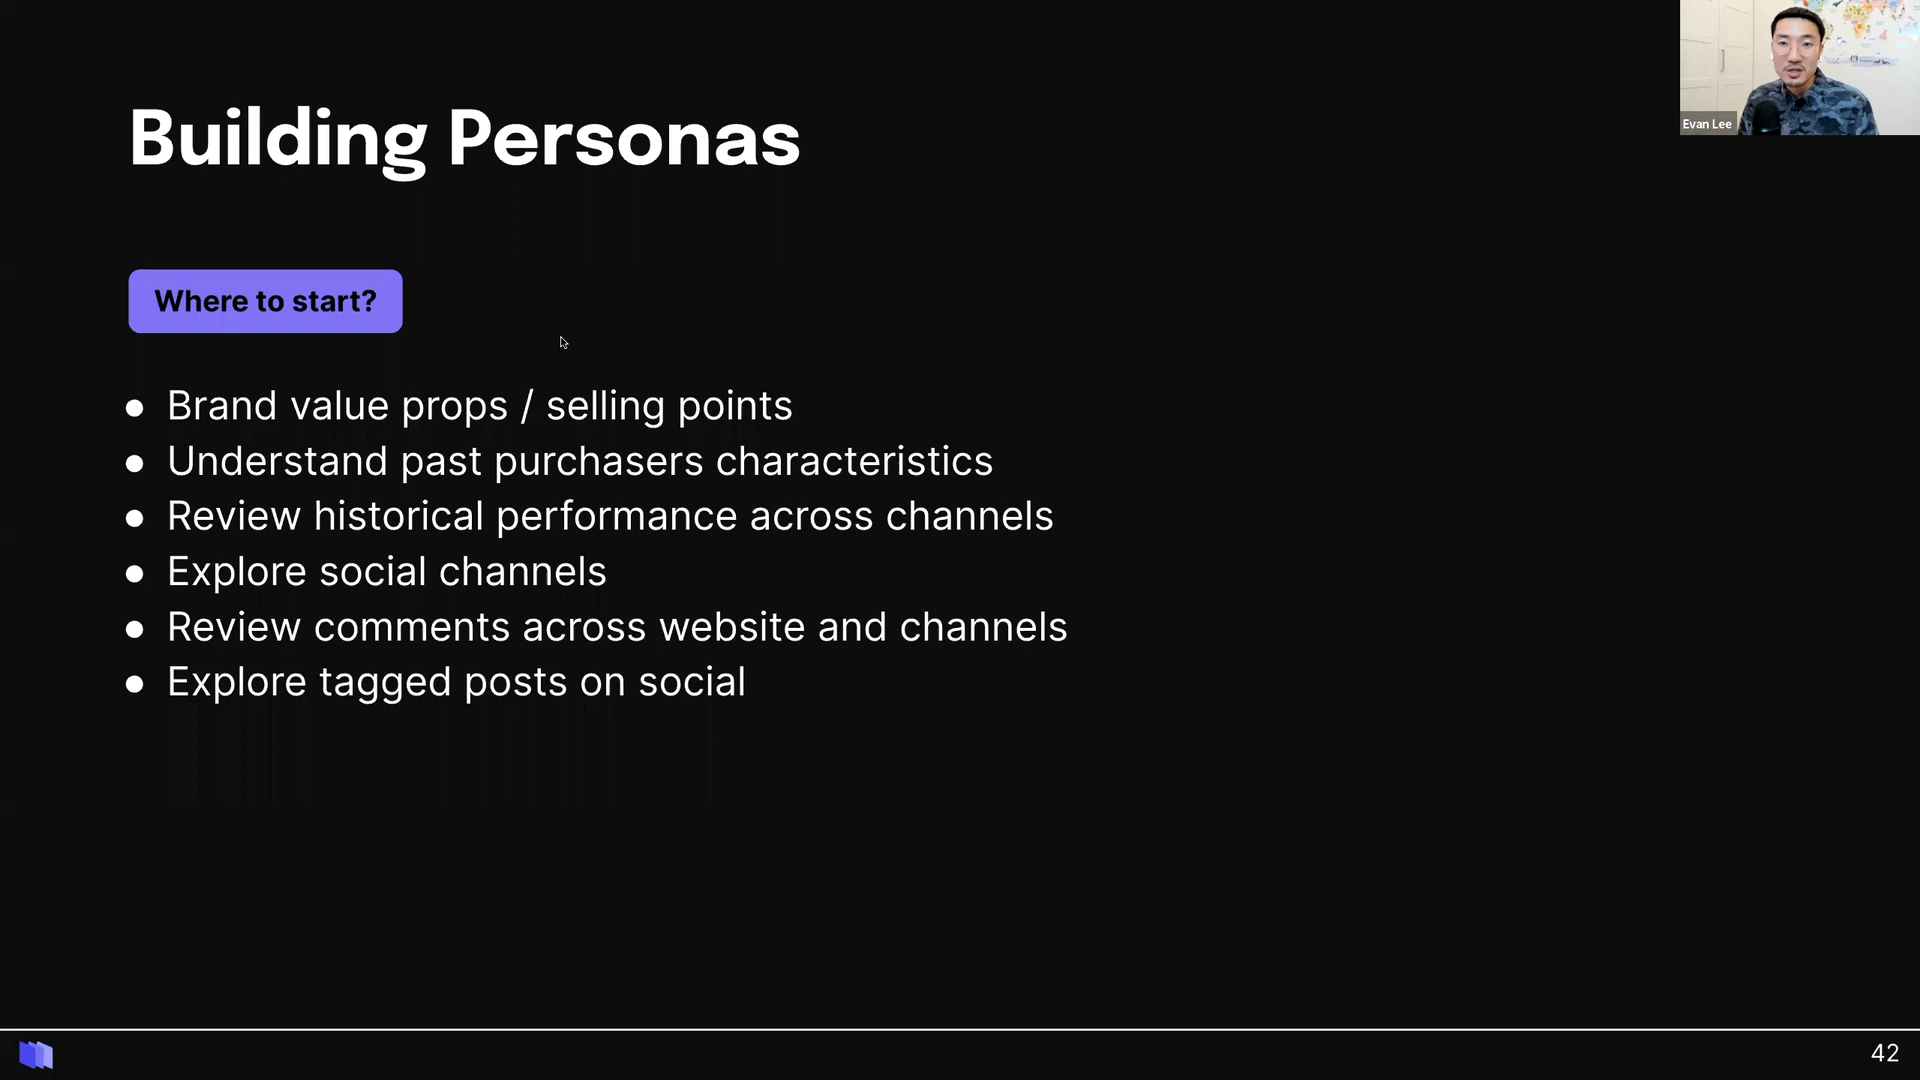 Building Personas
Evan Lee
Where to start?
● Brand value props / selling points
● Understand past purchasers characteristics
● Review historical performance across channels
● Explore social channels
● Review comments across website and channels
● Explore tagged posts on social
42